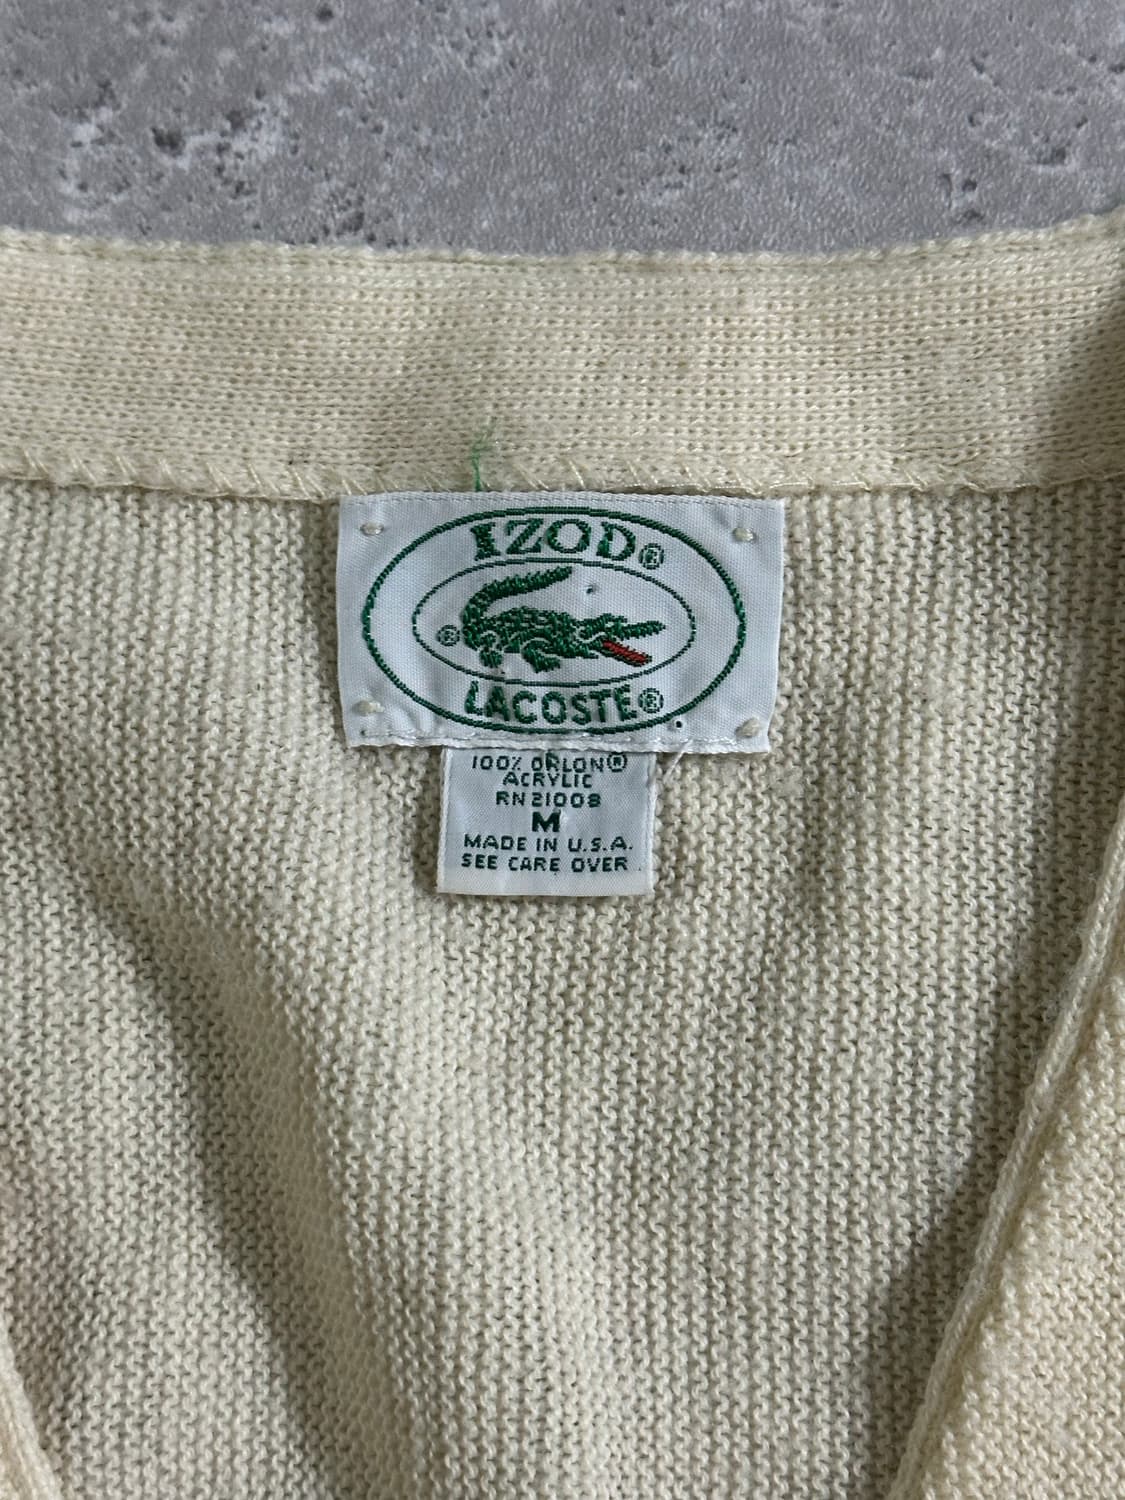 IZOD®
®
LACOSTE®
100% ORLON®
ACRYLIC
RN 21008
M
MADE IN U.S.A.
SEE CARE OVER